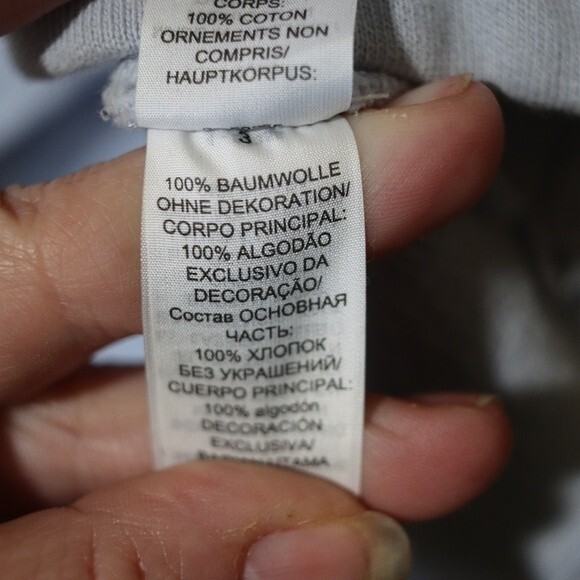 CORPS:
100% COTON
ORNEMENTS NON
COMPRIS/
HAUPTKORPUS:
100% BAUMWOLLE
OHNE DEKORATION/
CORPO PRINCIPAL:
100% ALGODÃO
EXCLUSIVO DA
DECORAÇÃO/
Состав ОСНОВНАЯ
ЧАСТЬ:
100% ХЛОПОК
БЕЗ УКРАШЕНИЙ/
CUERPO PRINCIPAL:
100% algodón
DECORACIÓN
EXCLUSIVA/